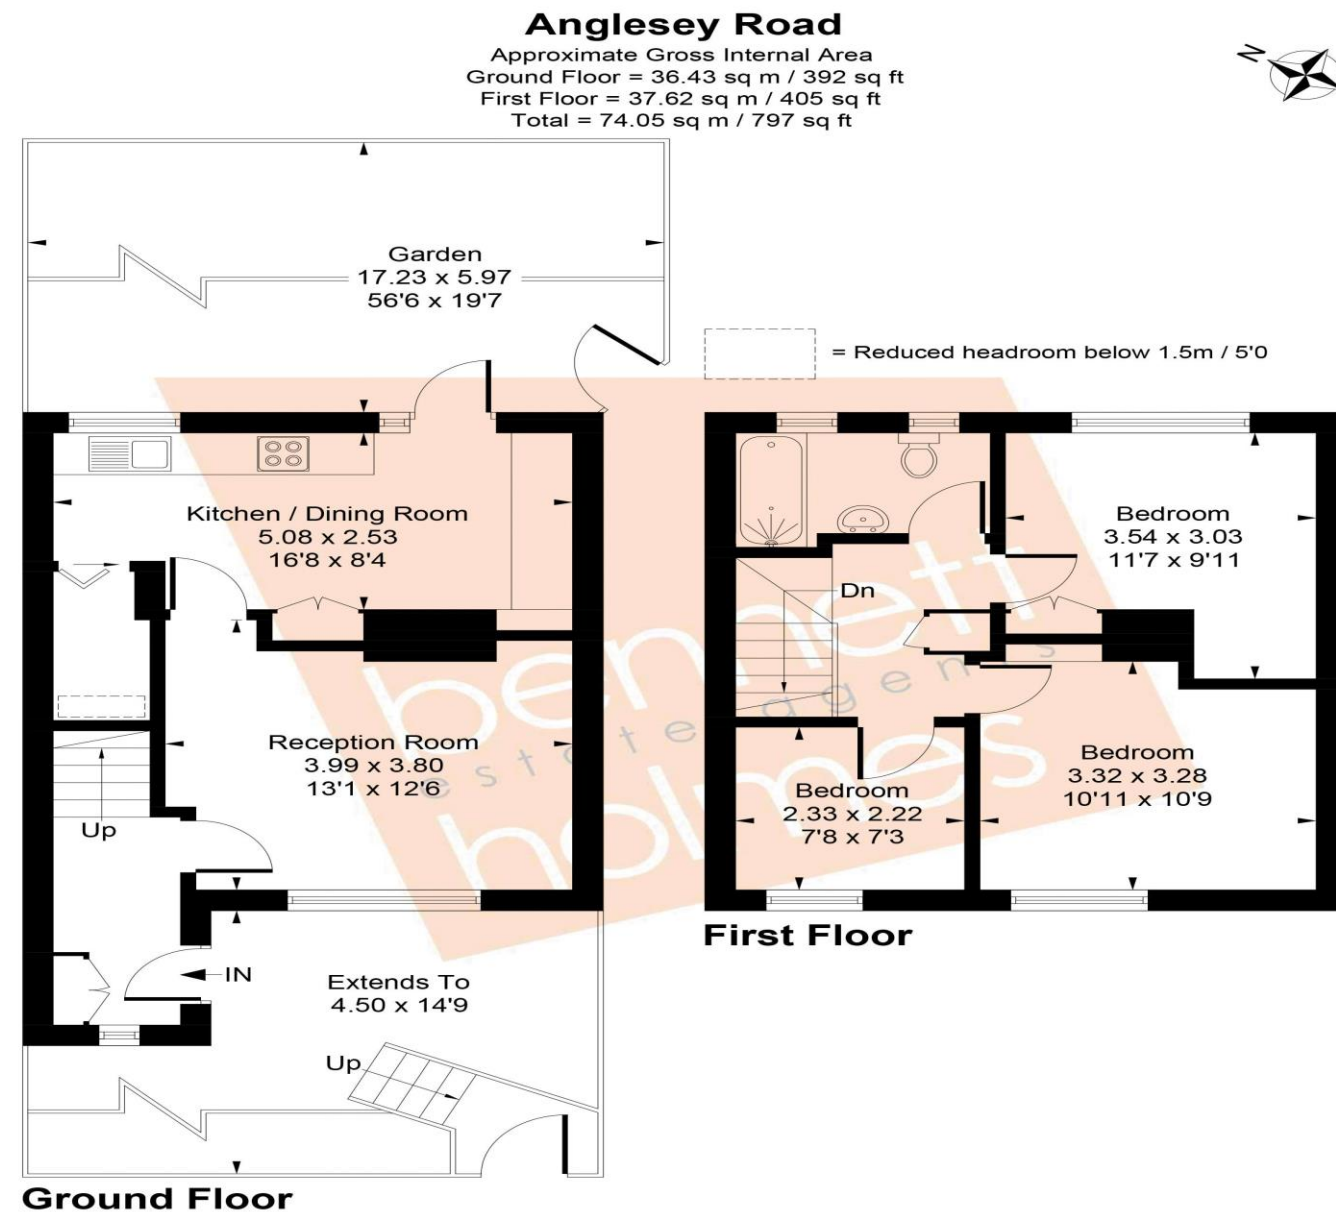 Anglesey Road
Approximate Gross Internal Area
Ground Floor = 36.43 sq m / 392 sq ft
First Floor = 37.62 sq m / 405 sq ft
Total = 74.05 sq m / 797 sq ft
N
Garden
17.23 x 5.97
56'6 x 19'7
= Reduced headroom below 1.5m / 5'0
Kitchen / Dining Room
5.08 x 2.53
16'8 x 8'4
Bedroom
3.54 x 3.03
11'7 x 9'11
Dn
bennett
estate agents
holmes
Reception Room
3.99 x 3.80
13'1 x 12'6
Up
Bedroom
3.32 x 3.28
10'11 x 10'9
Bedroom
2.33 x 2.22
7'8 x 7'3
First Floor
IN
Extends To
4.50 x 14'9
Up
Ground Floor